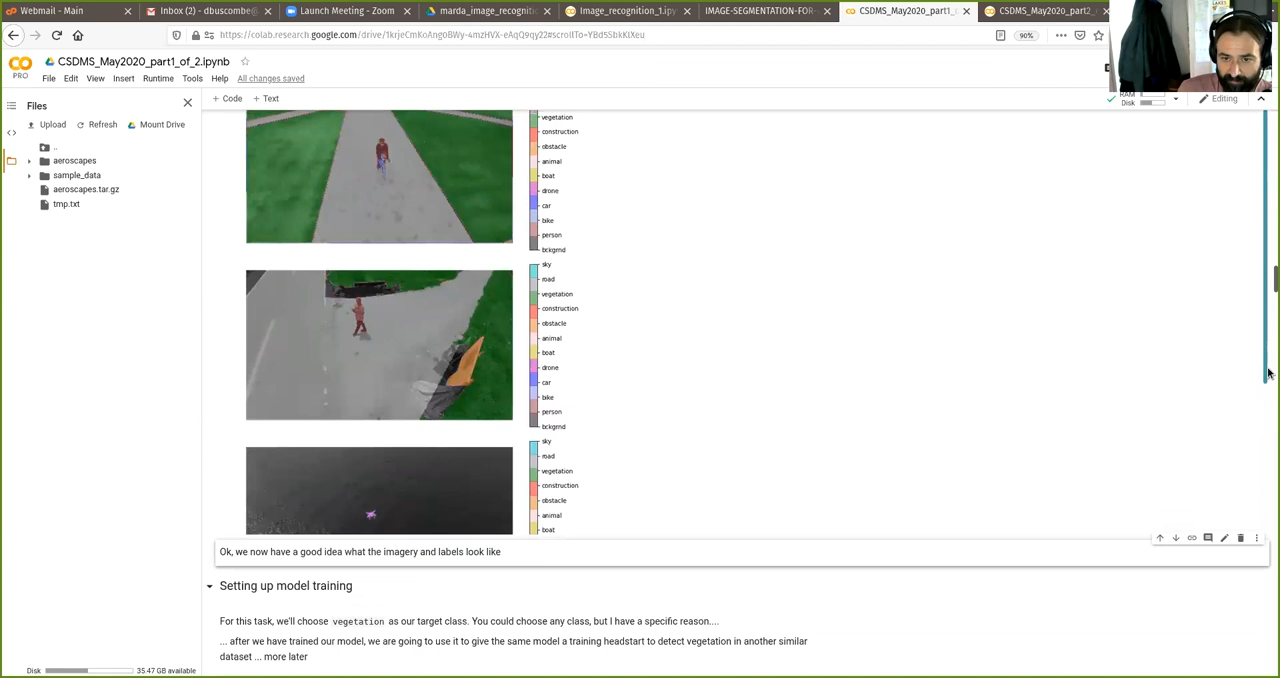 Webmail - Main
Inbox (2) - dbuscombe@
Launch Meeting - Zoom
marda_image_recognitio
Image_recognition_1.ipy
IMAGE-SEGMENTATION-FOR-
CSDMS_May2020_part1_
CSDMS_May2020_part2_
https://colab.research.google.com/drive/1krjeCmKoAng0BWy-4mzHVX-eAqQ9qy22#scrollTo=YBd5SbkKlXeu
90%
CO
PRO
CSDMS_May2020_part1_of_2.ipynb
File Edit View Insert Runtime Tools Help All changes saved
Files
+ Code + Text
RAM
Disk
Editing
Upload Refresh Mount Drive
..
aeroscapes
sample_data
aeroscapes.tar.gz
tmp.txt
vegetation
construction
obstacle
animal
boat
drone
car
bike
person
bckgrnd
sky
road
vegetation
construction
obstacle
animal
boat
drone
car
bike
person
bckgrnd
sky
road
vegetation
construction
obstacle
animal
boat
Ok, we now have a good idea what the imagery and labels look like
Setting up model training
For this task, we'll choose vegetation as our target class. You could choose any class, but I have a specific reason....
... after we have trained our model, we are going to use it to give the same model a training headstart to detect vegetation in another similar
dataset ... more later
Disk 35.47 GB available